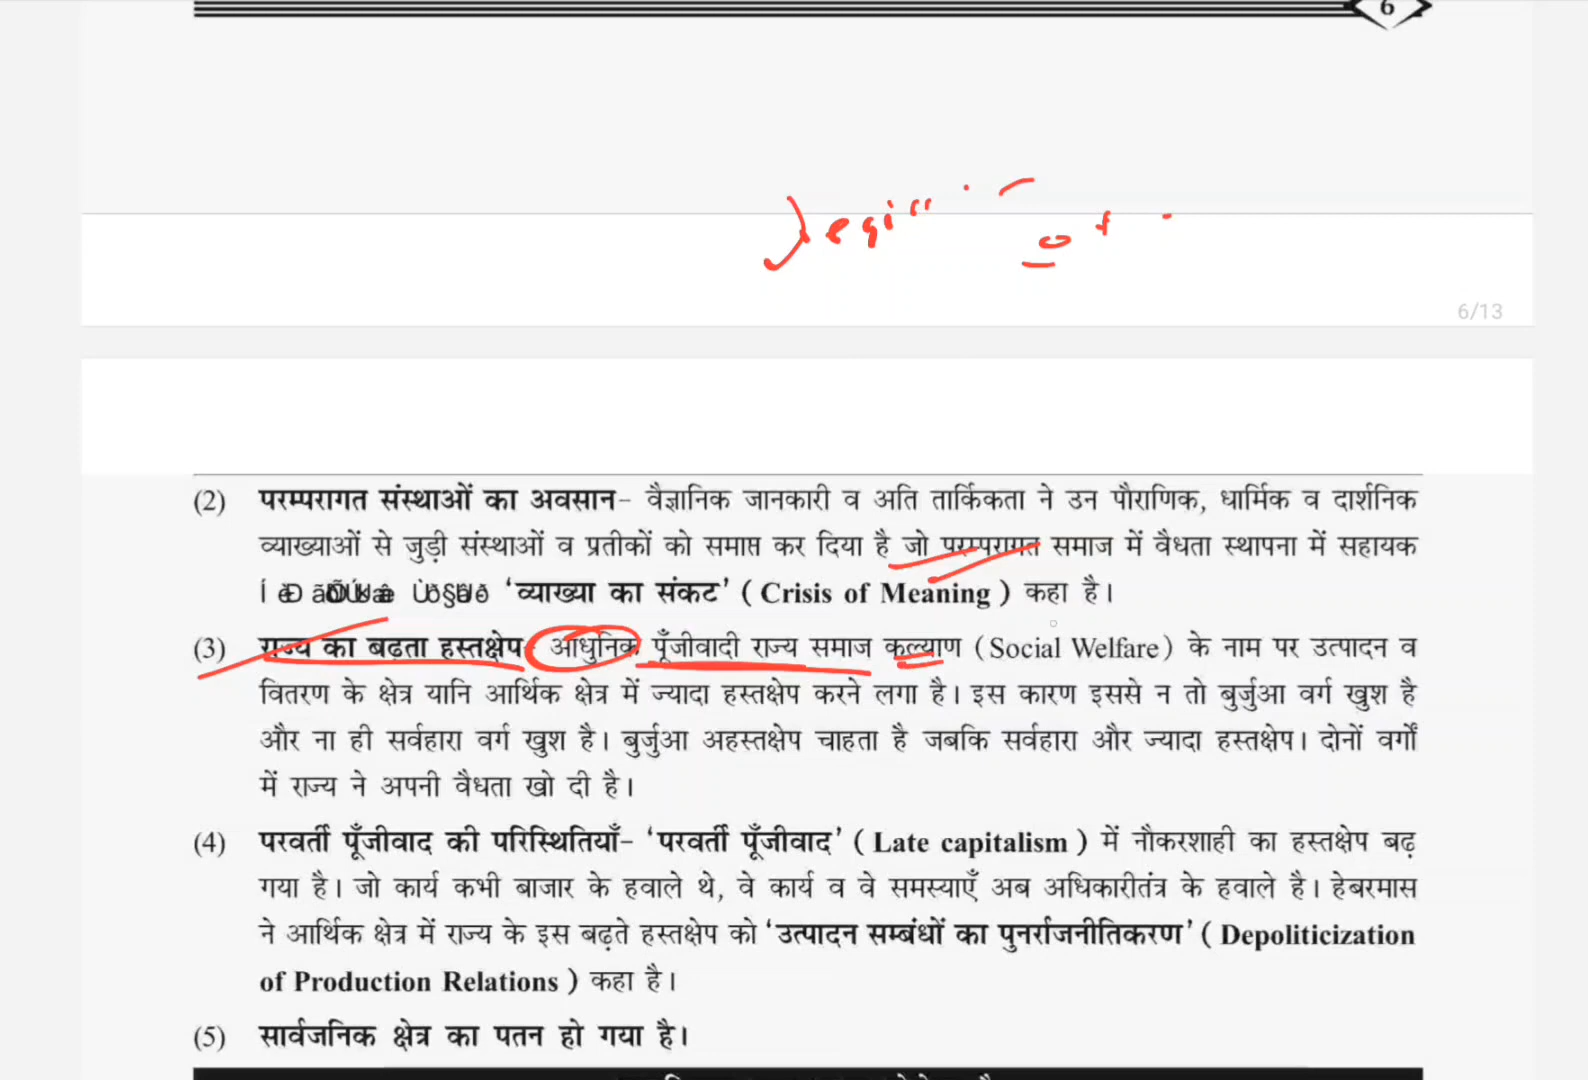 6
6/13
(2) परम्परागत संस्थाओं का अवसान- वैज्ञानिक जानकारी व अति तार्किकता ने उन पौराणिक, धार्मिक व दार्शनिक
व्याख्याओं से जुड़ी संस्थाओं व प्रतीकों को समाप्त कर दिया है जो परम्परागत समाज में वैधता स्थापना में सहायक
‘व्याख्या का संकट’ ( Crisis of Meaning ) कहा है।
(3) राज्य का बढ़ता हस्तक्षेप- आधुनिक पूँजीवादी राज्य समाज कल्याण (Social Welfare) के नाम पर उत्पादन व
वितरण के क्षेत्र यानि आर्थिक क्षेत्र में ज्यादा हस्तक्षेप करने लगा है। इस कारण इससे न तो बुर्जुआ वर्ग खुश है
और ना ही सर्वहारा वर्ग खुश है। बुर्जुआ अहस्तक्षेप चाहता है जबकि सर्वहारा और ज्यादा हस्तक्षेप। दोनों वर्गों
में राज्य ने अपनी वैधता खो दी है।
(4) परवर्ती पूँजीवाद की परिस्थितियाँ- ‘परवर्ती पूँजीवाद’ ( Late capitalism ) में नौकरशाही का हस्तक्षेप बढ़
गया है। जो कार्य कभी बाजार के हवाले थे, वे कार्य व वे समस्याएँ अब अधिकारीतंत्र के हवाले है। हेबरमास
ने आर्थिक क्षेत्र में राज्य के इस बढ़ते हस्तक्षेप को ‘उत्पादन सम्बंधों का पुनर्राजनीतिकरण’ ( Depoliticization
of Production Relations ) कहा है।
(5) सार्वजनिक क्षेत्र का पतन हो गया है।